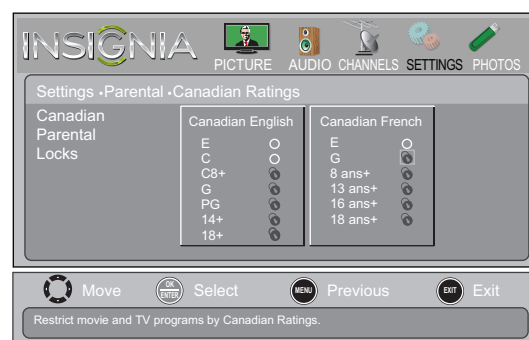 INSIGNIA
PICTURE AUDIO CHANNELS SETTINGS PHOTOS
Settings •Parental •Canadian Ratings
Canadian
Parental
Locks
Canadian English
E
C
C8+
G
PG
14+
18+
Canadian French
E
G
8 ans+
13 ans+
16 ans+
18 ans+
Move
OK
ENTER
Select
MENU
Previous
EXIT
Exit
Restrict movie and TV programs by Canadian Ratings.